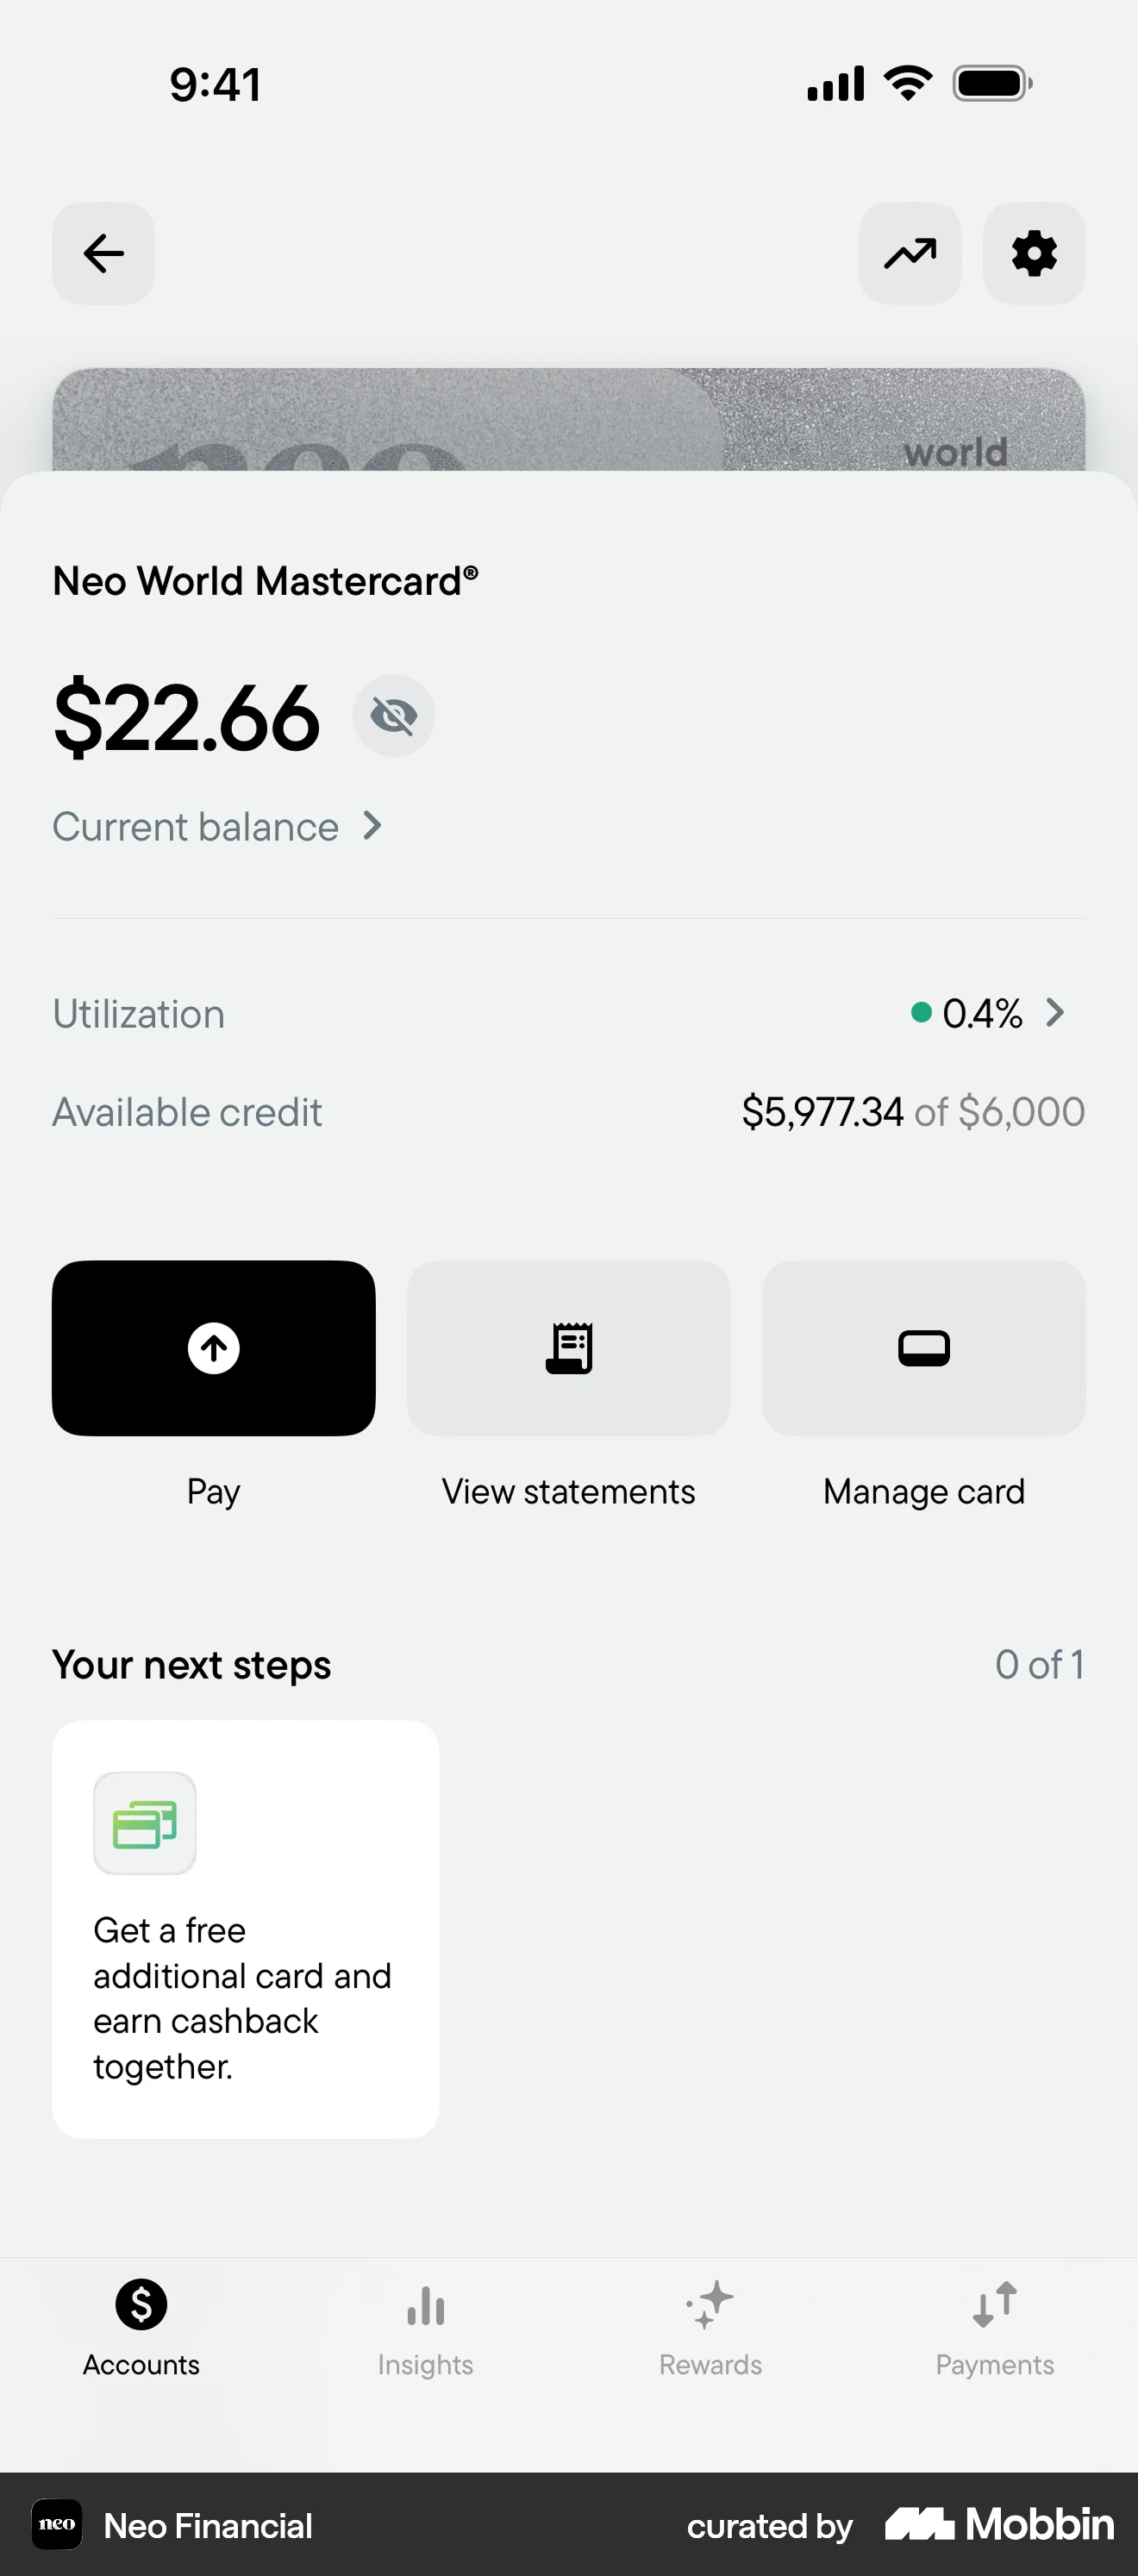 9:41
neo
world
Neo World Mastercard®
$22.66
Current balance
Utilization
0.4%
Available credit
$5,977.34 of $6,000
Pay
View statements
Manage card
Your next steps
0 of 1
Get a free
additional card and
earn cashback
together.
Accounts
Insights
Rewards
Payments
neo
Neo Financial
curated by
Mobbin